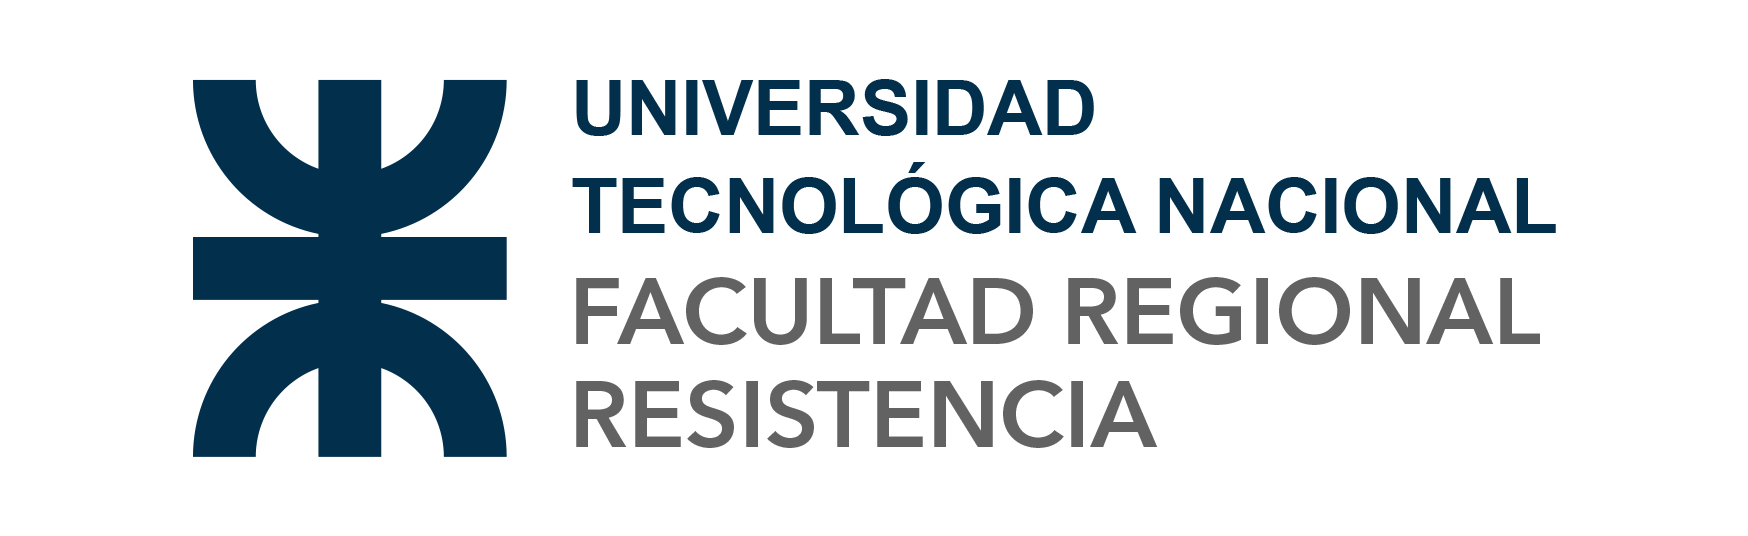 UNIVERSIDAD
TECNOLÓGICA NACIONAL
FACULTAD REGIONAL
RESISTENCIA